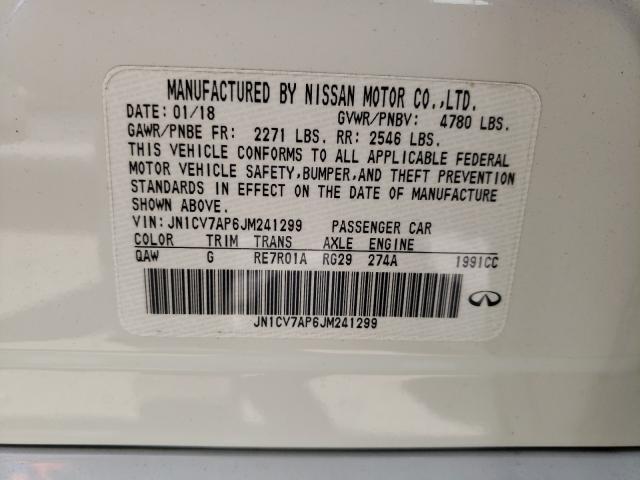 MANUFACTURED BY NISSAN MOTOR CO.,LTD.
DATE: 01/18 GVWR/PNBV: 4780 LBS.
GAWR/PNBE FR: 2271 LBS. RR: 2546 LBS.
THIS VEHICLE CONFORMS TO ALL APPLICABLE FEDERAL
MOTOR VEHICLE SAFETY,BUMPER,AND THEFT PREVENTION
STANDARDS IN EFFECT ON THE DATE OF MANUFACTURE
SHOWN ABOVE.
VIN: JN1CV7AP6JM241299 PASSENGER CAR
COLOR TRIM TRANS AXLE ENGINE
QAW G RE7R01A RG29 274A 1991CC
JN1CV7AP6JM241299